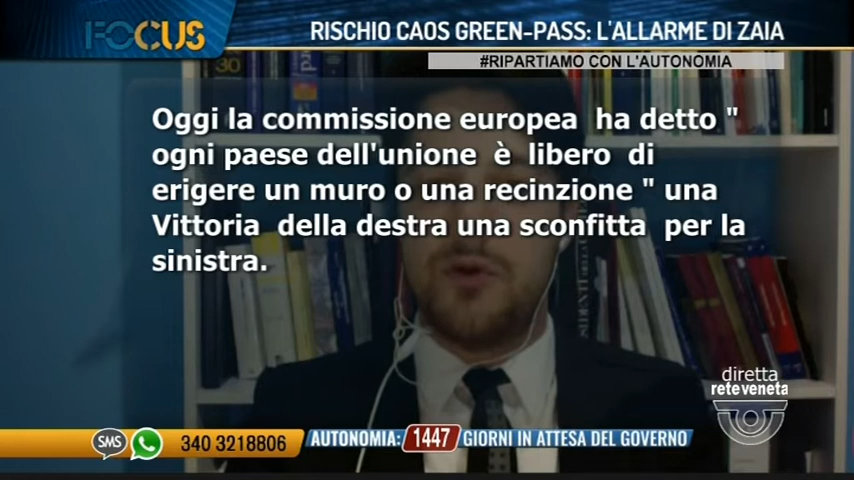 FOCUS
RISCHIO CAOS GREEN-PASS: L'ALLARME DI ZAIA
#RIPARTIAMO CON L'AUTONOMIA
30
Oggi la commissione europea ha detto "
ogni paese dell'unione è libero di
erigere un muro o una recinzione " una
Vittoria della destra una sconfitta per la
sinistra.
diretta
reteveneta
SMS
340 3218806
AUTONOMIA: 1447 GIORNI IN ATTESA DEL GOVERNO